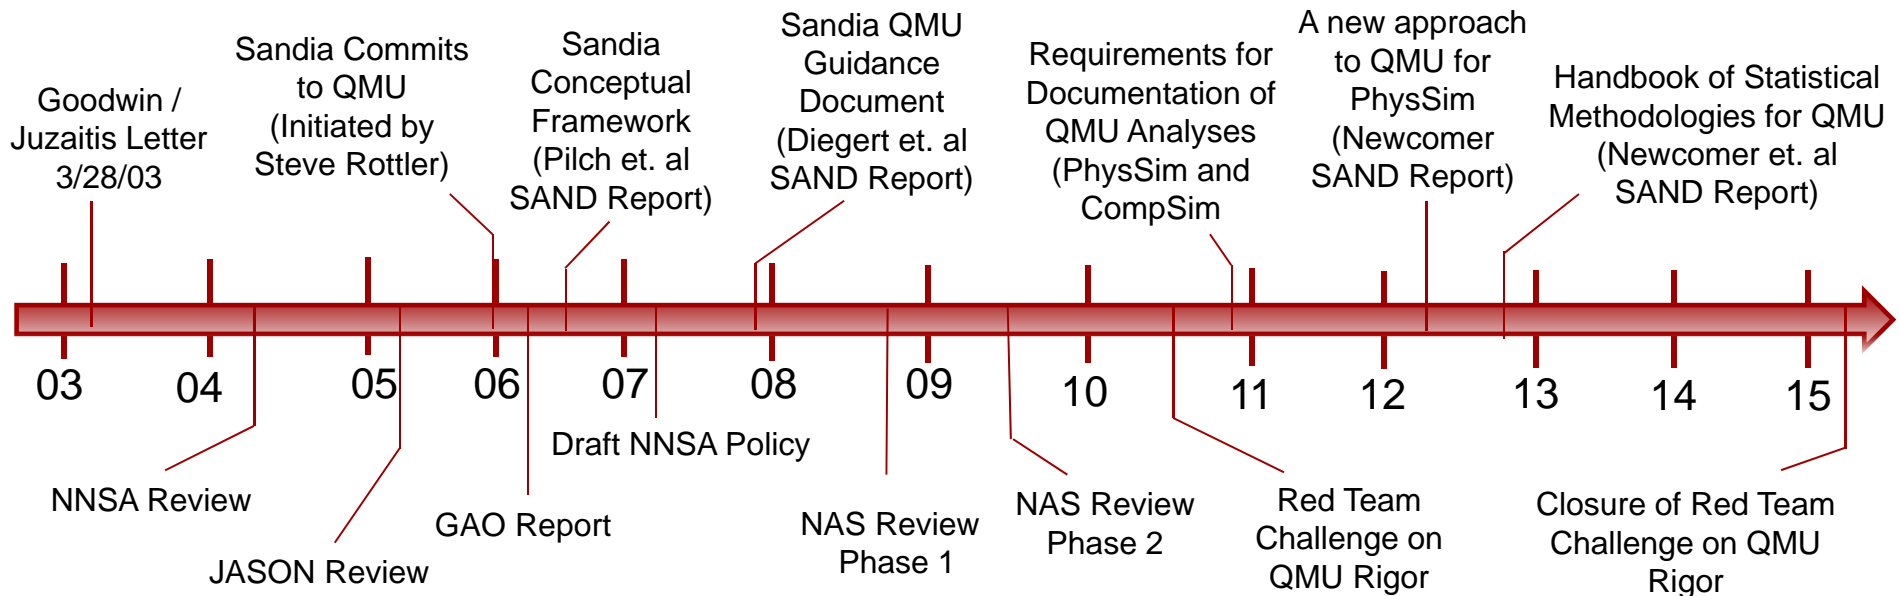 Goodwin /
Juzaitis Letter
3/28/03
Sandia Commits
to QMU
(Initiated by
Steve Rottler)
Sandia
Conceptual
Framework
(Pilch et. al
SAND Report)
Sandia QMU
Guidance
Document
(Diegert et. al
SAND Report)
Requirements for
Documentation of
QMU Analyses
(PhysSim and
CompSim
A new approach
to QMU for
PhysSim
(Newcomer
SAND Report)
Handbook of Statistical
Methodologies for QMU
(Newcomer et. al
SAND Report)
03 04 05 06 07 08 09 10 11 12 13 14 15
NNSA Review
JASON Review
GAO Report
Draft NNSA Policy
NAS Review
Phase 1
NAS Review
Phase 2
Red Team
Challenge on
QMU Rigor
Closure of Red Team
Challenge on QMU
Rigor